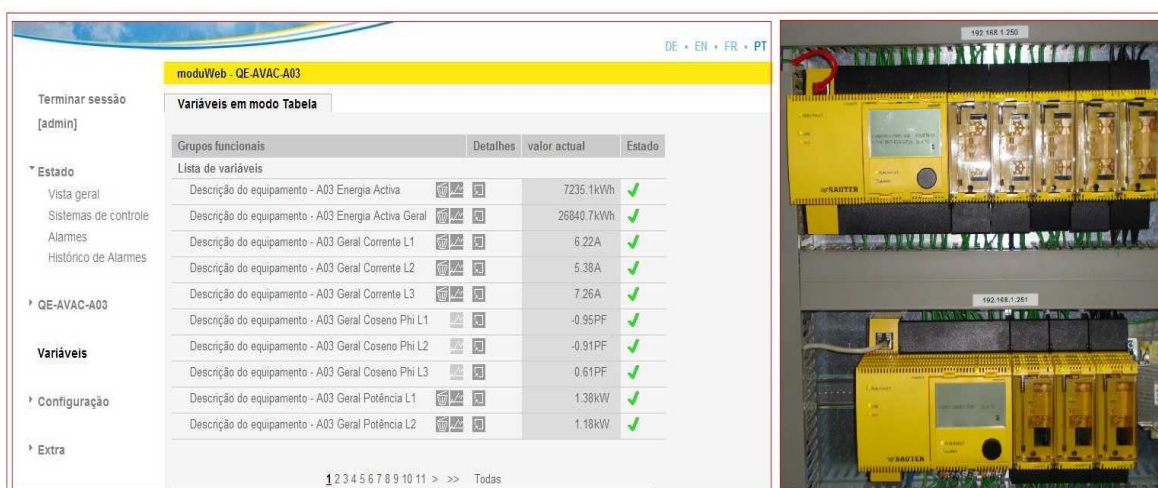 DE • EN • FR • PT
moduWeb - QE-AVAC-A03
Terminar sessão
[admin]
Variáveis em modo Tabela
Grupos funcionais Detalhes valor actual Estado
Lista de variáveis
Descrição do equipamento - A03 Energia Activa 7235.1kWh
Descrição do equipamento - A03 Energia Activa Geral 26840.7kWh
Descrição do equipamento - A03 Geral Corrente L1 6.22A
Descrição do equipamento - A03 Geral Corrente L2 5.38A
Descrição do equipamento - A03 Geral Corrente L3 7.26A
Descrição do equipamento - A03 Geral Coseno Phi L1 -0.95PF
Descrição do equipamento - A03 Geral Coseno Phi L2 -0.91PF
Descrição do equipamento - A03 Geral Coseno Phi L3 0.61PF
Descrição do equipamento - A03 Geral Potência L1 1.38kW
Descrição do equipamento - A03 Geral Potência L2 1.18kW
1 2 3 4 5 6 7 8 9 10 11 > >> Todas
Estado
Vista geral
Sistemas de controle
Alarmes
Histórico de Alarmes
QE-AVAC-A03
Variáveis
Configuração
Extra
192.168.1.250
SAUTER
192.168.1.251
SAUTER